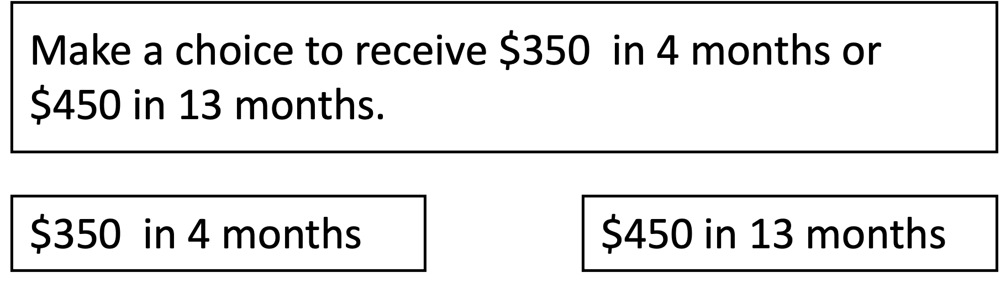 Make a choice to receive $350  in 4 months or
$450 in 13 months.
$350  in 4 months
$450 in 13 months